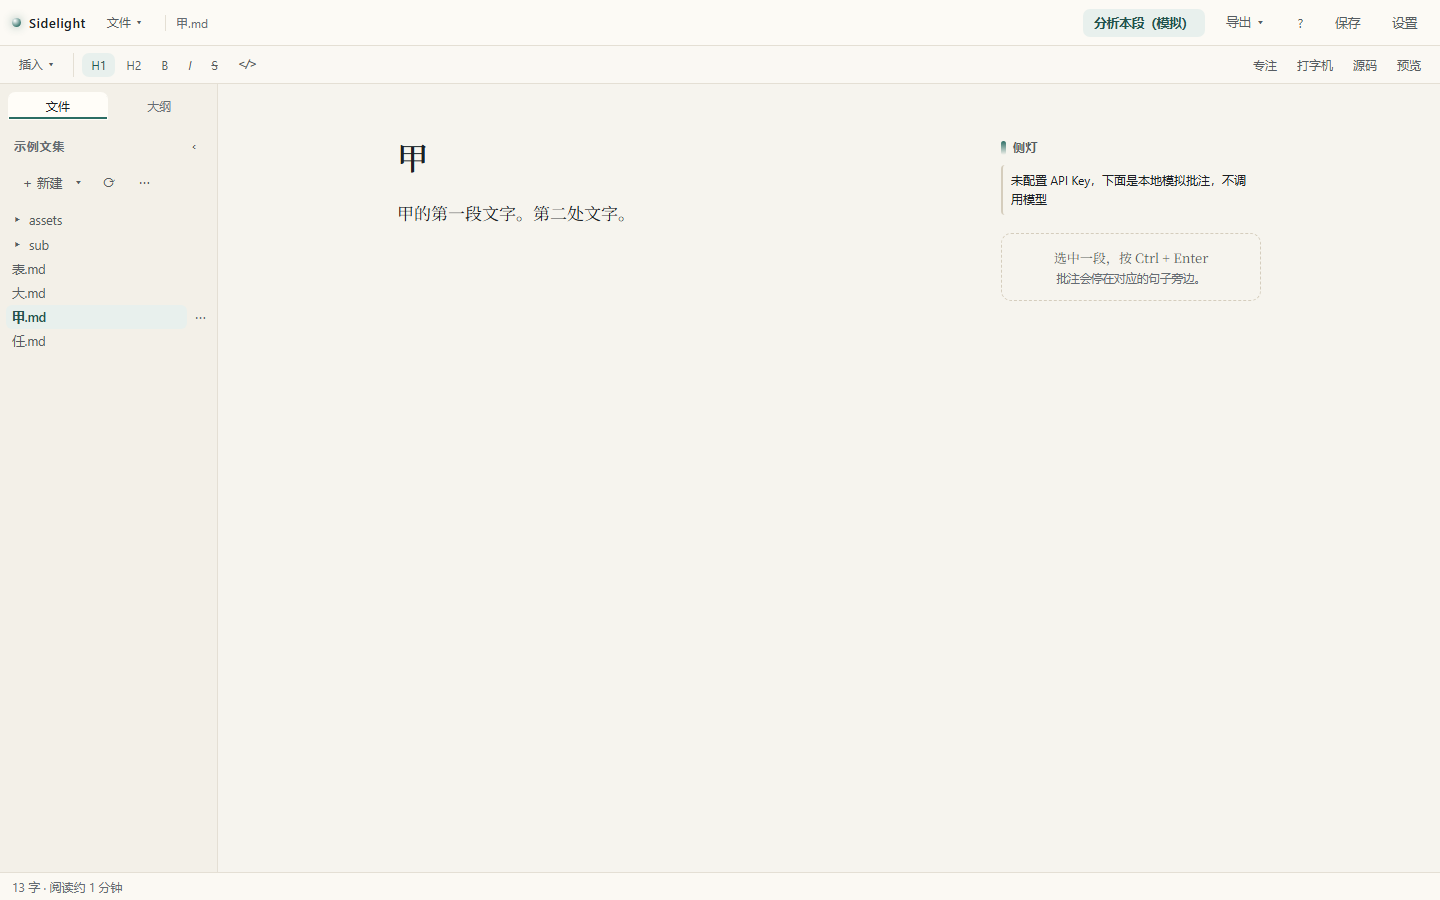 Sidelight 文件 甲.md 分析本段（模拟） 导出 ? 保存 设置
插入 H1 H2 B I S </> 专注 打字机 源码 预览
文件 大纲
示例文集
+ 新建 ...
assets
sub
表.md
大.md
甲.md ...
任.md
甲
甲的第一段文字。第二处文字。
侧灯
未配置 API Key，下面是本地模拟批注，不调
用模型
选中一段，按 Ctrl + Enter
批注会停在对应的句子旁边。
13 字 · 阅读约 1 分钟